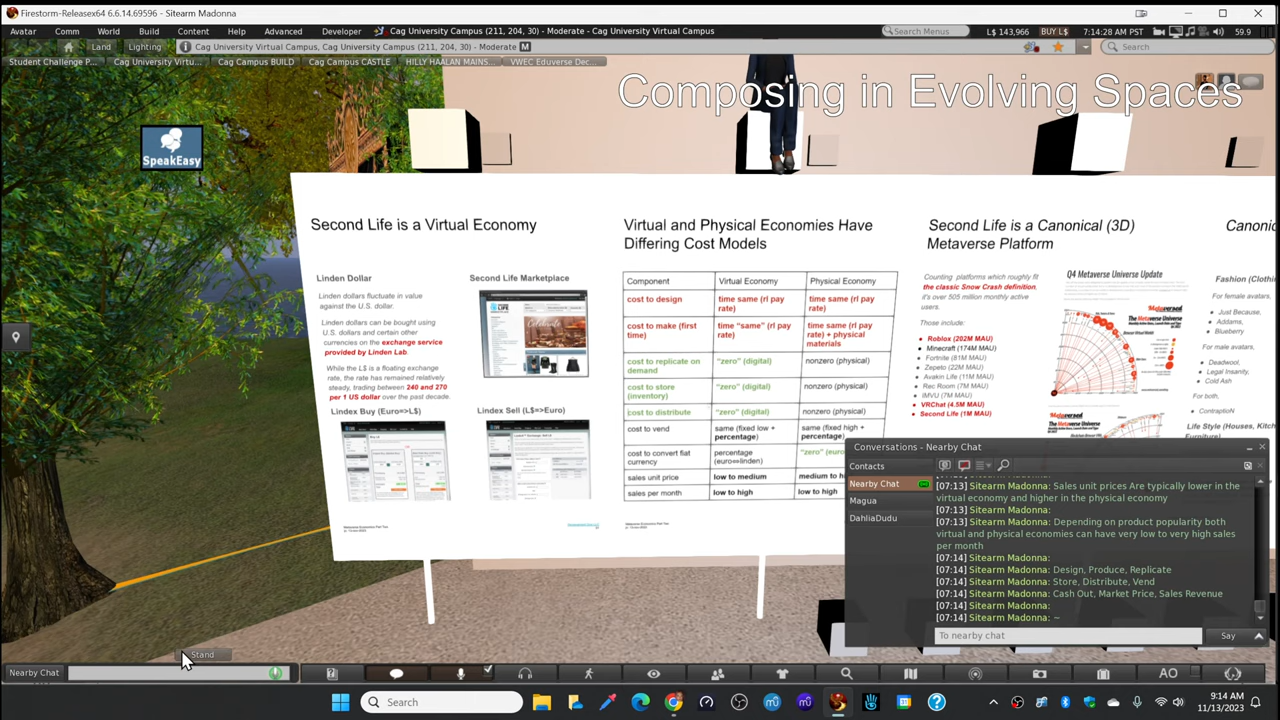 Firestorm-Releasex64 6.6.14.69596 - Sitearm Madonna
Avatar Comm World Build Content Help Advanced Developer Cag University Campus (211, 204, 30) - Moderate - Cag University Virtual Campus Search Menus L$ 143,966 BUY L$ 7:14:28 AM PST 59.9
Land Lighting Cag University Virtual Campus, Cag University Campus (211, 204, 30) - Moderate M Search
Student Challenge P... Cag University Virtu... Cag Campus BUILD Cag Campus CASTLE HILLY HAALAN MAINS... VWEC Eduverse Dec...
Composing in Evolving Spaces
SpeakEasy
Second Life is a Virtual Economy
Linden Dollar
Linden dollars fluctuate in value
against the U.S. dollar.
Linden dollars can be bought using
U.S. dollars and certain other
currencies on the exchange service
provided by Linden Lab.
While the L$ is a floating exchange
rate, the rate has remained relatively
steady, trading between 240 and 270
per 1 US dollar over the past decade.
Second Life Marketplace
Lindex Buy (Euro=>L$)
Lindex Sell (L$=>Euro)
Virtual and Physical Economies Have
Differing Cost Models
Component Virtual Economy Physical Economy
cost to design time same (rl pay rate) time same (rl pay rate)
cost to make (first time) time "same" (rl pay rate) time same (rl pay rate) + physical materials
cost to replicate on demand "zero" (digital) nonzero (physical)
cost to store (inventory) "zero" (digital) nonzero (physical)
cost to distribute "zero" (digital) nonzero (physical)
cost to vend same (fixed low + percentage) same (fixed high + percentage)
cost to convert fiat currency percentage (euro==>linden) "zero"
sales unit price low to medium
sales per month low to high low to high
Second Life is a Canonical (3D)
Metaverse Platform
Counting platforms which roughly fit
the classic Snow Crash definition,
it's over 505 million monthly active
users.
Those include:
Roblox (202M MAU)
Minecraft (174M MAU)
Fortnite (81M MAU)
Zepeto (22M MAU)
Avakin Life (11M MAU)
Rec Room (7M MAU)
IMVU (7M MAU)
VRChat (4.5M MAU)
Second Life (1M MAU)
Q4 Metaverse Universe Update
Fashion (Clothi
For female avatars,
Just Because,
Addams,
Blueberry
For male avatars,
Deadwool,
Legal Insanity,
Cold Ash
For both,
ContraptioN
Life Style (Houses, Kitch
Conversations - Nearby Chat
Contacts
Nearby Chat
Magua
DahliaDudu
[07:13] Sitearm Madonna: Sales unit prices Are typically lower in the
virtual economy and higher in the physical economy
[07:13] Sitearm Madonna:
[07:13] Sitearm Madonna: Depending on product popularity both
virtual and physical economies can have very low to very high sales
per month
[07:14] Sitearm Madonna:
[07:14] Sitearm Madonna: Design, Produce, Replicate
[07:14] Sitearm Madonna: Store, Distribute, Vend
[07:14] Sitearm Madonna: Cash Out, Market Price, Sales Revenue
[07:14] Sitearm Madonna:
[07:14] Sitearm Madonna: ~
To nearby chat Say
Stand
Nearby Chat AO
Search
9:14 AM
11/13/2023